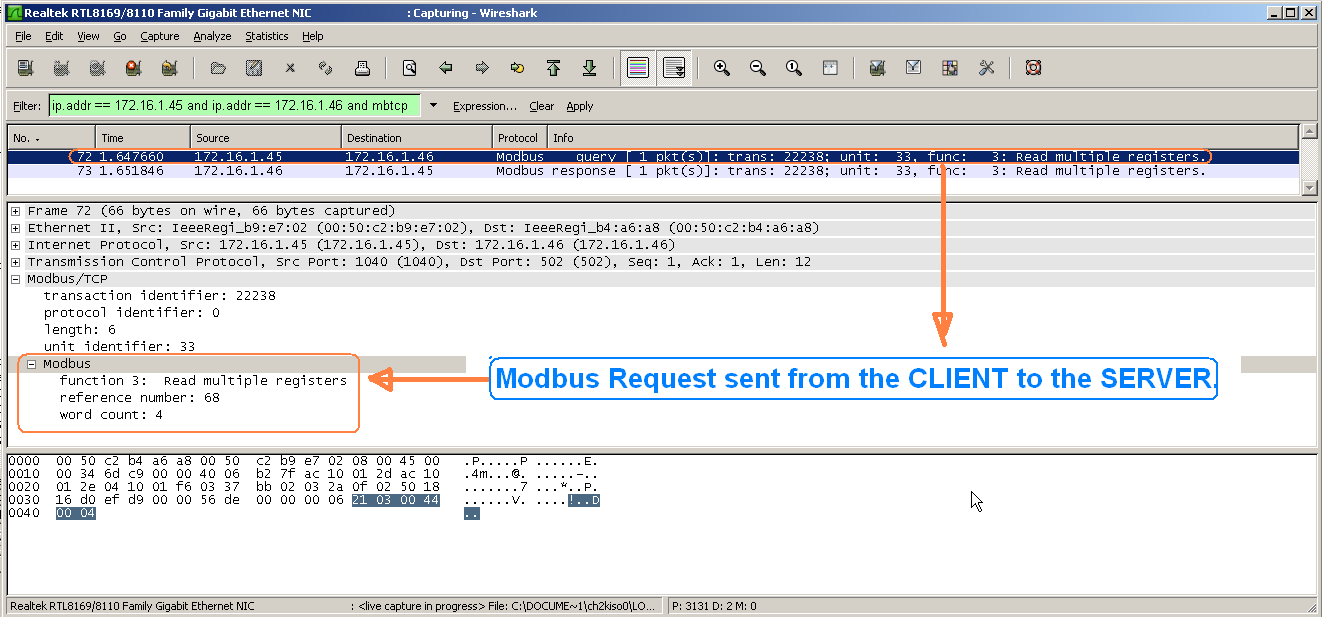 Realtek RTL8169/8110 Family Gigabit Ethernet NIC : Capturing - Wireshark
File Edit View Go Capture Analyze Statistics Help
Filter: ip.addr == 172.16.1.45 and ip.addr == 172.16.1.46 and mbtcp Expression... Clear Apply
No. - Time Source Destination Protocol Info
72 1.647660 172.16.1.45 172.16.1.46 Modbus query [ 1 pkt(s)]: trans: 22238; unit: 33, func: 3: Read multiple registers.
73 1.651846 172.16.1.46 172.16.1.45 Modbus response [ 1 pkt(s)]: trans: 22238; unit: 33, func: 3: Read multiple registers.
Frame 72 (66 bytes on wire, 66 bytes captured)
Ethernet II, Src: IeeeRegi_b9:e7:02 (00:50:c2:b9:e7:02), Dst: IeeeRegi_b4:a6:a8 (00:50:c2:b4:a6:a8)
Internet Protocol, Src: 172.16.1.45 (172.16.1.45), Dst: 172.16.1.46 (172.16.1.46)
Transmission Control Protocol, Src Port: 1040 (1040), Dst Port: 502 (502), Seq: 1, Ack: 1, Len: 12
Modbus/TCP
transaction identifier: 22238
protocol identifier: 0
length: 6
unit identifier: 33
Modbus
function 3: Read multiple registers
reference number: 68
word count: 4
Modbus Request sent from the CLIENT to the SERVER.
0000 00 50 c2 b4 a6 a8 00 50 c2 b9 e7 02 08 00 45 00 .P.....P ......E.
0010 00 34 6d c9 00 00 40 06 b2 7f ac 10 01 2d ac 10 .4m...@. .....-..
0020 01 2e 04 10 01 f6 03 37 bb 02 03 2a 0f 02 50 18 .......7 ...*..P.
0030 16 d0 ef d9 00 00 56 de 00 00 00 06 21 03 00 44 ......V. ....!..D
0040 00 04 ..
Realtek RTL8169/8110 Family Gigabit Ethernet NIC : <live capture in progress> File: C:\DOCUME~1\ch2kiso0\LO... P: 3131 D: 2 M: 0